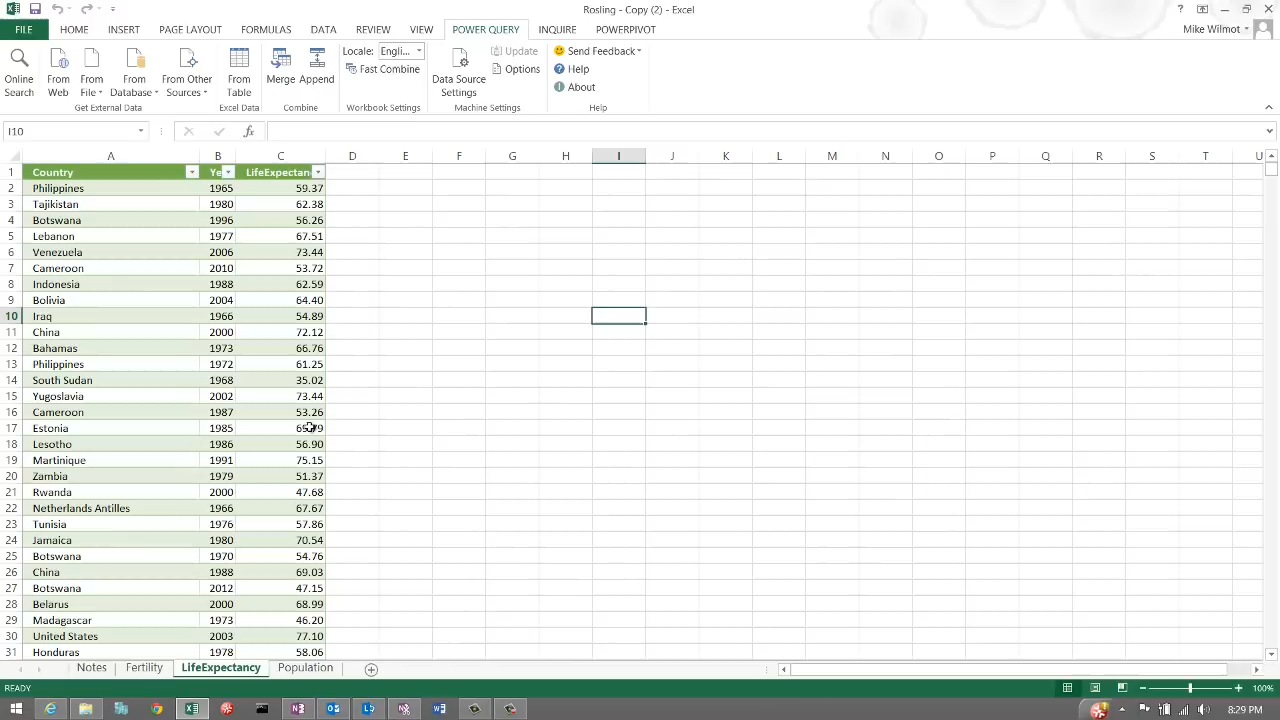 Rosling - Copy (2) - Excel
FILE HOME INSERT PAGE LAYOUT FORMULAS DATA REVIEW VIEW POWER QUERY INQUIRE POWERPIVOT
Mike Wilmot
Online Search
From Web
From File
From Database
From Other Sources
Get External Data
From Table
Excel Data
Merge Append
Combine
Locale: Engli...
Fast Combine
Workbook Settings
Data Source Settings
Update
Options
Machine Settings
Send Feedback
Help
About
Help
I10
fx
A B C D E F G H I J K L M N O P Q R S T U
1 Country Ye LifeExpectan
2 Philippines 1965 59.37
3 Tajikistan 1980 62.38
4 Botswana 1996 56.26
5 Lebanon 1977 67.51
6 Venezuela 2006 73.44
7 Cameroon 2010 53.72
8 Indonesia 1988 62.59
9 Bolivia 2004 64.40
10 Iraq 1966 54.89
11 China 2000 72.12
12 Bahamas 1973 66.76
13 Philippines 1972 61.25
14 South Sudan 1968 35.02
15 Yugoslavia 2002 73.44
16 Cameroon 1987 53.26
17 Estonia 1985
18 Lesotho 1986 56.90
19 Martinique 1991 75.15
20 Zambia 1979 51.37
21 Rwanda 2000 47.68
22 Netherlands Antilles 1966 67.67
23 Tunisia 1976 57.86
24 Jamaica 1980 70.54
25 Botswana 1970 54.76
26 China 1988 69.03
27 Botswana 2012 47.15
28 Belarus 2000 68.99
29 Madagascar 1973 46.20
30 United States 2003 77.10
31 Honduras 1978 58.06
Notes Fertility LifeExpectancy Population
READY
100%
8:29 PM